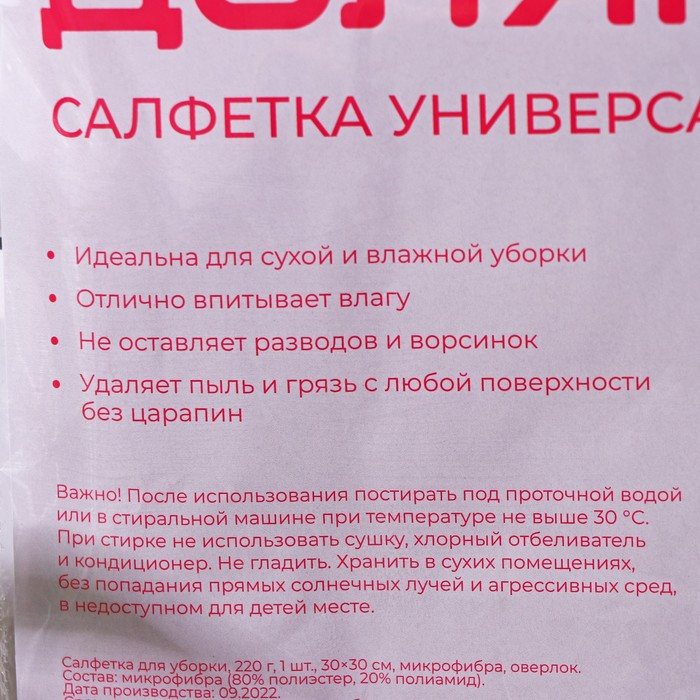 САЛФЕТКА УНИВЕРСА
• Идеальна для сухой и влажной уборки
• Отлично впитывает влагу
• Не оставляет разводов и ворсинок
• Удаляет пыль и грязь с любой поверхности
без царапин
Важно! После использования постирать под проточной водой
или в стиральной машине при температуре не выше 30 °С.
При стирке не использовать сушку, хлорный отбеливатель
и кондиционер. Не гладить. Хранить в сухих помещениях,
без попадания прямых солнечных лучей и агрессивных сред,
в недоступном для детей месте.
Салфетка для уборки, 220 г, 1 шт., 30×30 см, микрофибра, оверлок.
Состав: микрофибра (80% полиэстер, 20% полиамид).
Дата производства: 09.2022.